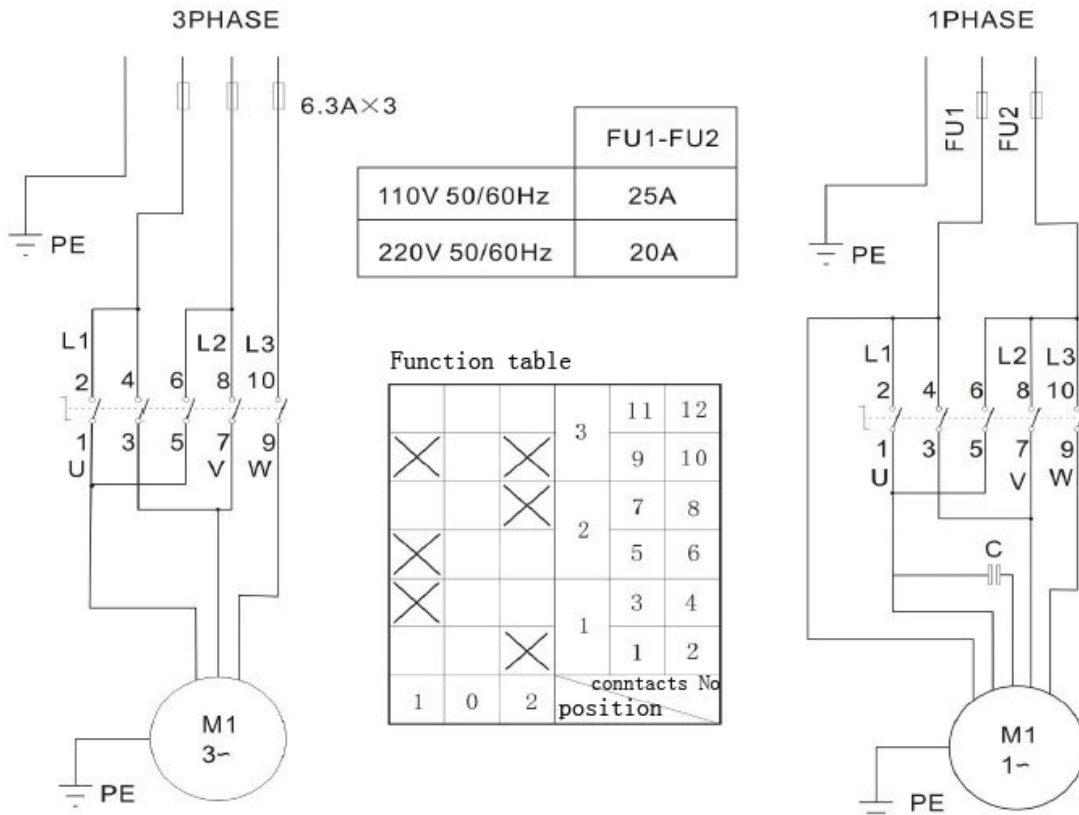 3PHASE
6.3A×3
PE
L1 L2 L3
2 4 6 8 10
1 3 5 7 9
U V W
M1
3~
PE
FU1-FU2
110V 50/60Hz 25A
220V 50/60Hz 20A
Function table
3 11 12
9 10
2 7 8
5 6
1 3 4
1 2
conntacts No
1 0 2 position
1PHASE
FU1 FU2
PE
L1 L2 L3
2 4 6 8 10
1 3 5 7 9
U V W
C
M1
1~
PE